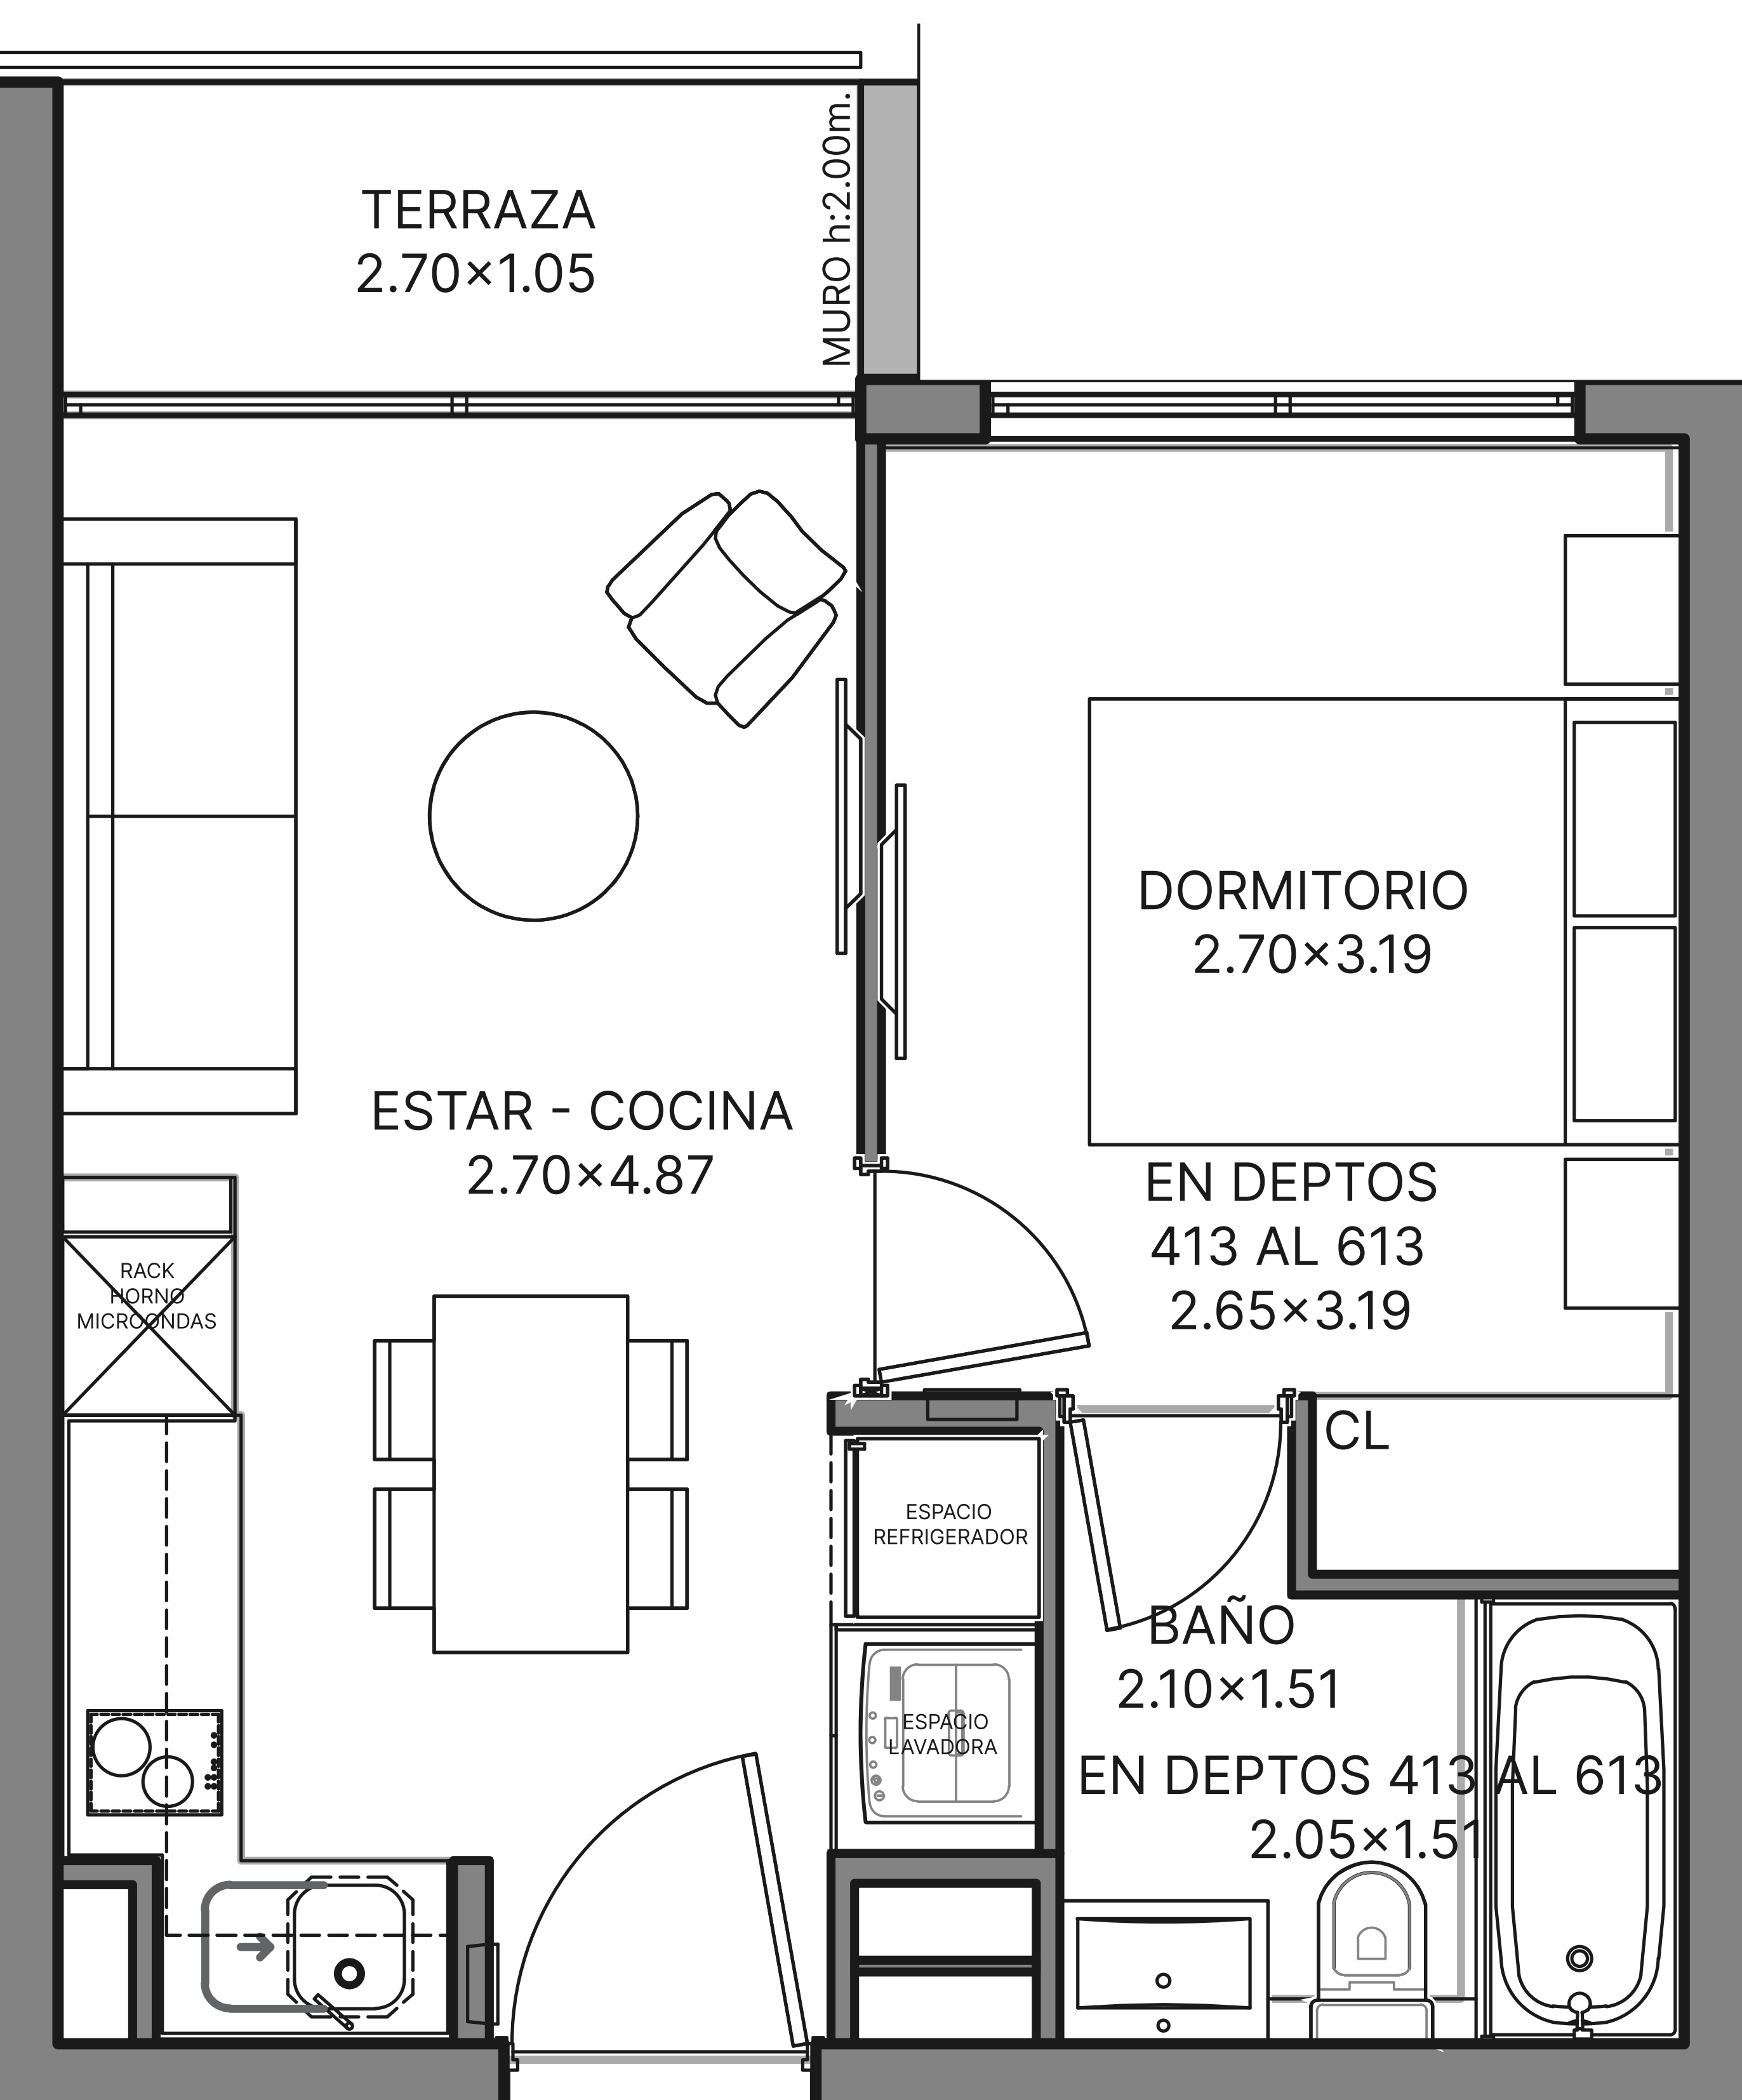 TERRAZA
2.70×1.05
MURO h:2.00m.
DORMITORIO
2.70×3.19
ESTAR - COCINA
2.70×4.87
EN DEPTOS
413 AL 613
2.65×3.19
RACK
HORNO
MICROONDAS
CL
ESPACIO
REFRIGERADOR
BAÑO
2.10×1.51
ESPACIO
LAVADORA
EN DEPTOS 413 AL 613
2.05×1.51